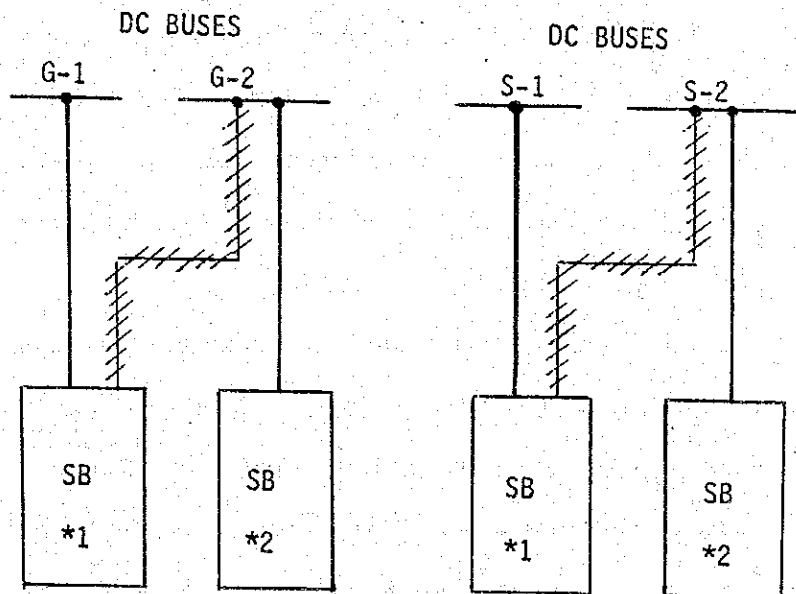 DC BUSES
G-1 G-2
SB
*1
SB
*2
DC BUSES
S-1 S-2
SB
*1
SB
*2